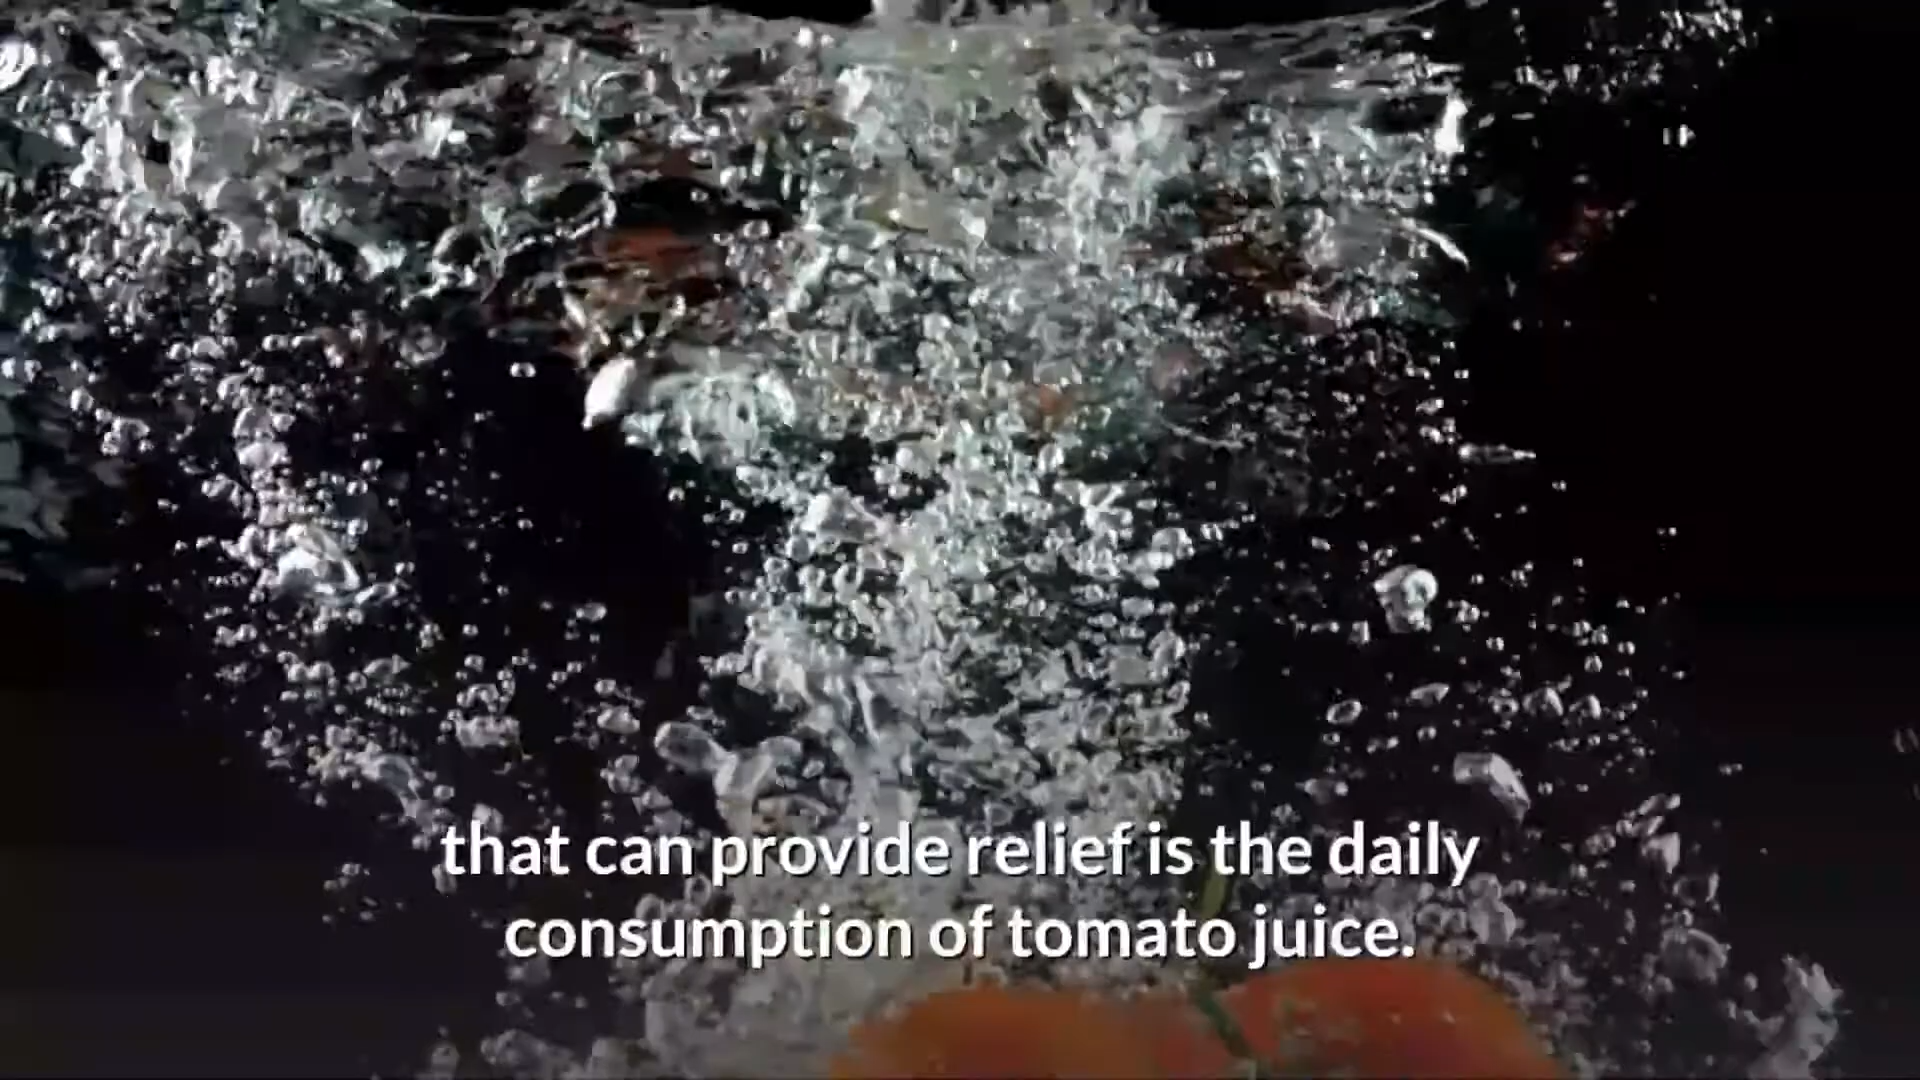 that can provide relief is the daily
consumption of tomato juice.